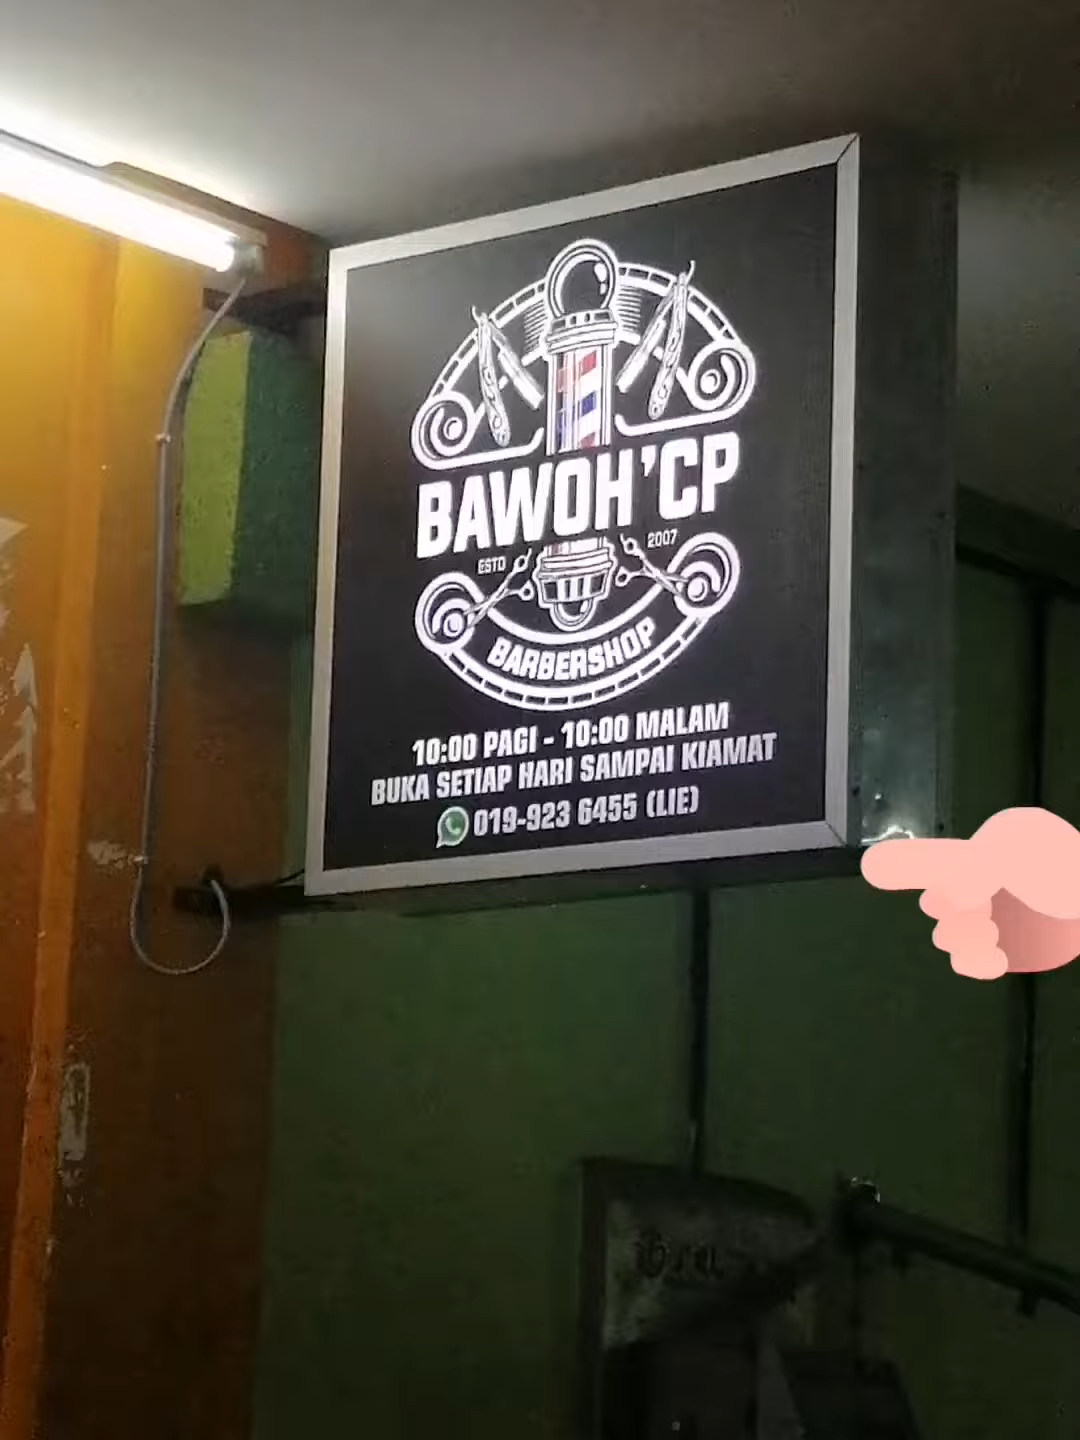 BAWOH'CP
ESTD 2007
BARBERSHOP
10:00 PAGI - 10:00 MALAM
BUKA SETIAP HARI SAMPAI KIAMAT
019-923 6455 (LIE)